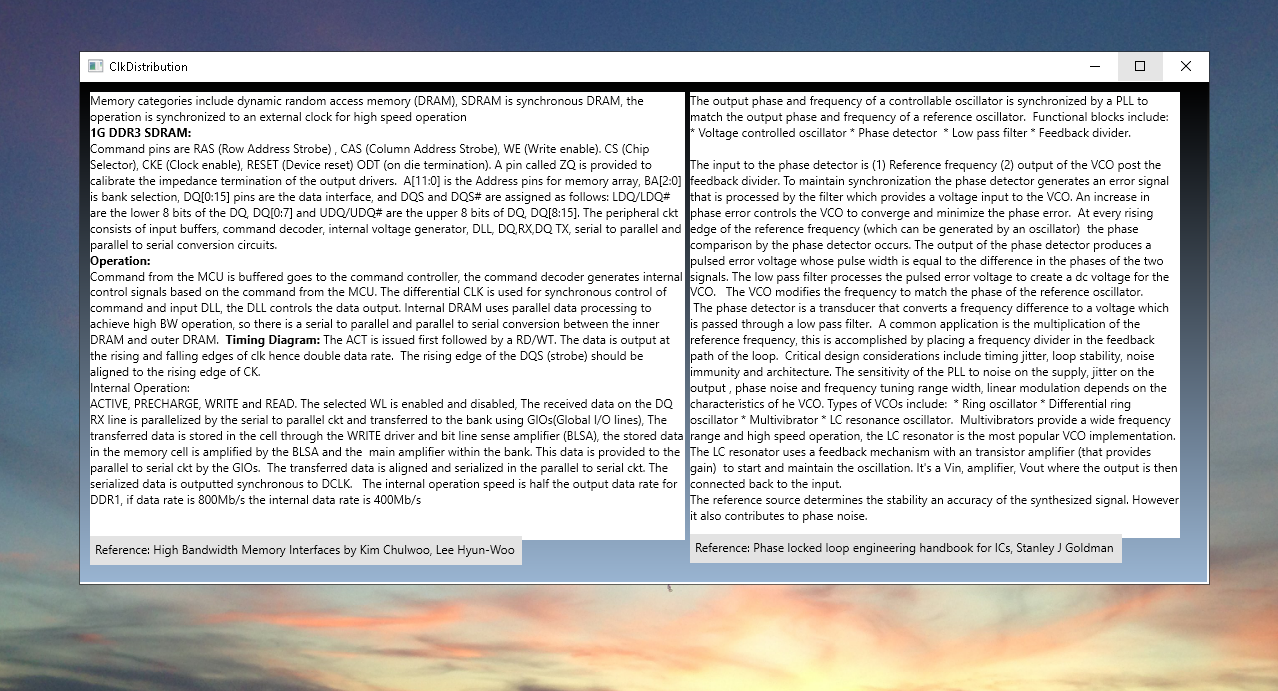 ClkDistribution
Memory categories include dynamic random access memory (DRAM), SDRAM is synchronous DRAM, the
operation is synchronized to an external clock for high speed operation
1G DDR3 SDRAM:
Command pins are RAS (Row Address Strobe) , CAS (Column Address Strobe), WE (Write enable). CS (Chip
Selector), CKE (Clock enable), RESET (Device reset) ODT (on die termination). A pin called ZQ is provided to
calibrate the impedance termination of the output drivers.  A[11:0] is the Address pins for memory array, BA[2:0]
is bank selection, DQ[0:15] pins are the data interface, and DQS and DQS# are assigned as follows: LDQ/LDQ#
are the lower 8 bits of the DQ, DQ[0:7] and UDQ/UDQ# are the upper 8 bits of DQ, DQ[8:15]. The peripheral ckt
consists of input buffers, command decoder, internal voltage generator, DLL, DQ,RX,DQ TX, serial to parallel and
parallel to serial conversion circuits.
Operation:
Command from the MCU is buffered goes to the command controller, the command decoder generates internal
control signals based on the command from the MCU. The differential CLK is used for synchronous control of
command and input DLL, the DLL controls the data output. Internal DRAM uses parallel data processing to
achieve high BW operation, so there is a serial to parallel and parallel to serial conversion between the inner
DRAM and outer DRAM.  Timing Diagram: The ACT is issued first followed by a RD/WT. The data is output at
the rising and falling edges of clk hence double data rate.  The rising edge of the DQS (strobe) should be
aligned to the rising edge of CK.
Internal Operation:
ACTIVE, PRECHARGE, WRITE and READ. The selected WL is enabled and disabled, The received data on the DQ
RX line is parallelized by the serial to parallel ckt and transferred to the bank using GIOs(Global I/O lines), The
transferred data is stored in the cell through the WRITE driver and bit line sense amplifier (BLSA), the stored data
in the memory cell is amplified by the BLSA and the  main amplifier within the bank. This data is provided to the
parallel to serial ckt by the GIOs.  The transferred data is aligned and serialized in the parallel to serial ckt. The
serialized data is outputted synchronous to DCLK.   The internal operation speed is half the output data rate for
DDR1, if data rate is 800Mb/s the internal data rate is 400Mb/s
Reference: High Bandwidth Memory Interfaces by Kim Chulwoo, Lee Hyun-Woo
The output phase and frequency of a controllable oscillator is synchronized by a PLL to
match the output phase and frequency of a reference oscillator.  Functional blocks include:
* Voltage controlled oscillator * Phase detector  * Low pass filter * Feedback divider.
The input to the phase detector is (1) Reference frequency (2) output of the VCO post the
feedback divider. To maintain synchronization the phase detector generates an error signal
that is processed by the filter which provides a voltage input to the VCO. An increase in
phase error controls the VCO to converge and minimize the phase error.  At every rising
edge of the reference frequency (which can be generated by an oscillator)  the phase
comparison by the phase detector occurs. The output of the phase detector produces a
pulsed error voltage whose pulse width is equal to the difference in the phases of the two
signals. The low pass filter processes the pulsed error voltage to create a dc voltage for the
VCO.   The VCO modifies the frequency to match the phase of the reference oscillator.
The phase detector is a transducer that converts a frequency difference to a voltage which
is passed through a low pass filter.  A common application is the multiplication of the
reference frequency, this is accomplished by placing a frequency divider in the feedback
path of the loop.  Critical design considerations include timing jitter, loop stability, noise
immunity and architecture. The sensitivity of the PLL to noise on the supply, jitter on the
output , phase noise and frequency tuning range width, linear modulation depends on the
characteristics of he VCO. Types of VCOs include:  * Ring oscillator * Differential ring
oscillator * Multivibrator * LC resonance oscillator.  Multivibrators provide a wide frequency
range and high speed operation, the LC resonator is the most popular VCO implementation.
The LC resonator uses a feedback mechanism with an transistor amplifier (that provides
gain)  to start and maintain the oscillation. It's a Vin, amplifier, Vout where the output is then
connected back to the input.
The reference source determines the stability an accuracy of the synthesized signal. However
it also contributes to phase noise.
Reference: Phase locked loop engineering handbook for ICs, Stanley J Goldman